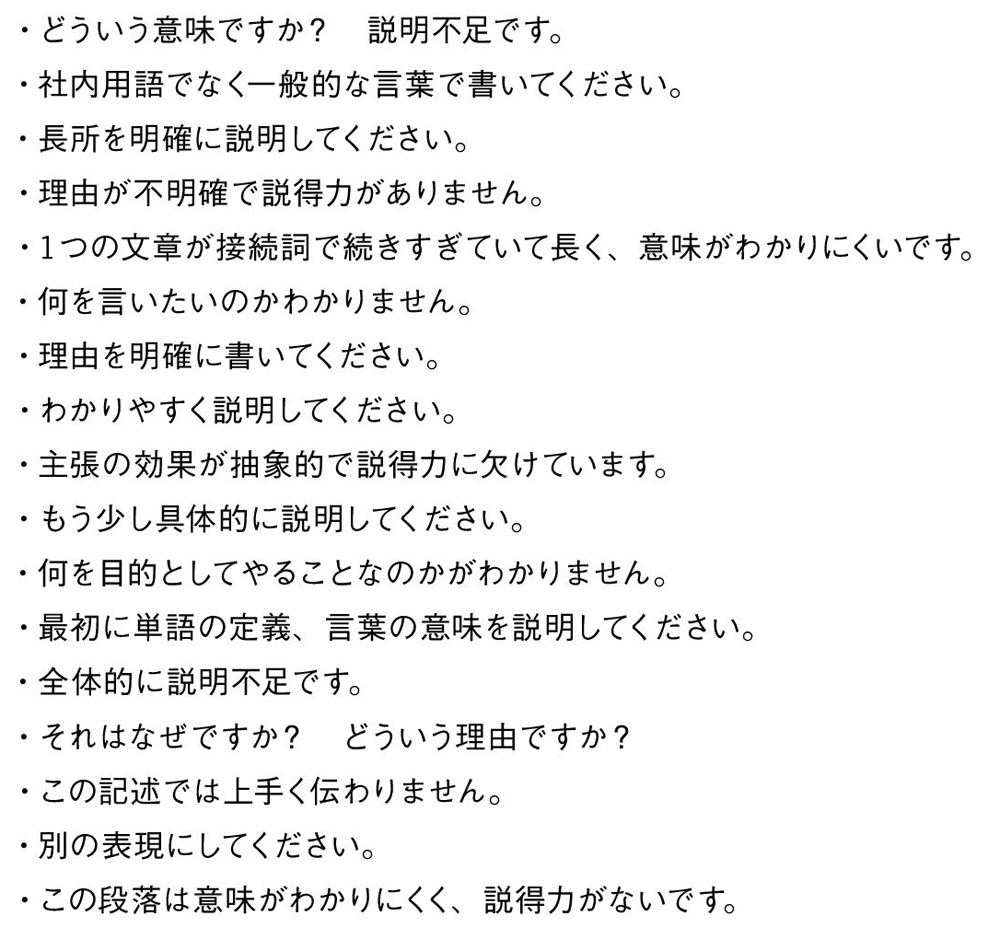 ・どういう意味ですか？　説明不足です。
・社内用語でなく一般的な言葉で書いてください。
・長所を明確に説明してください。
・理由が不明確で説得力がありません。
・1つの文章が接続詞で続きすぎていて長く、意味がわかりにくいです。
・何を言いたいのかわかりません。
・理由を明確に書いてください。
・わかりやすく説明してください。
・主張の効果が抽象的で説得力に欠けています。
・もう少し具体的に説明してください。
・何を目的としてやることなのかがわかりません。
・最初に単語の定義、言葉の意味を説明してください。
・全体的に説明不足です。
・それはなぜですか？　どういう理由ですか？
・この記述では上手く伝わりません。
・別の表現にしてください。
・この段落は意味がわかりにくく、説得力がないです。